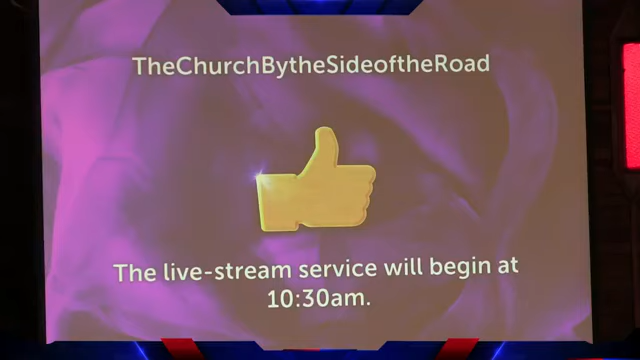 TheChurchBytheSideoftheRoad
The live-stream service will begin at
10:30am.